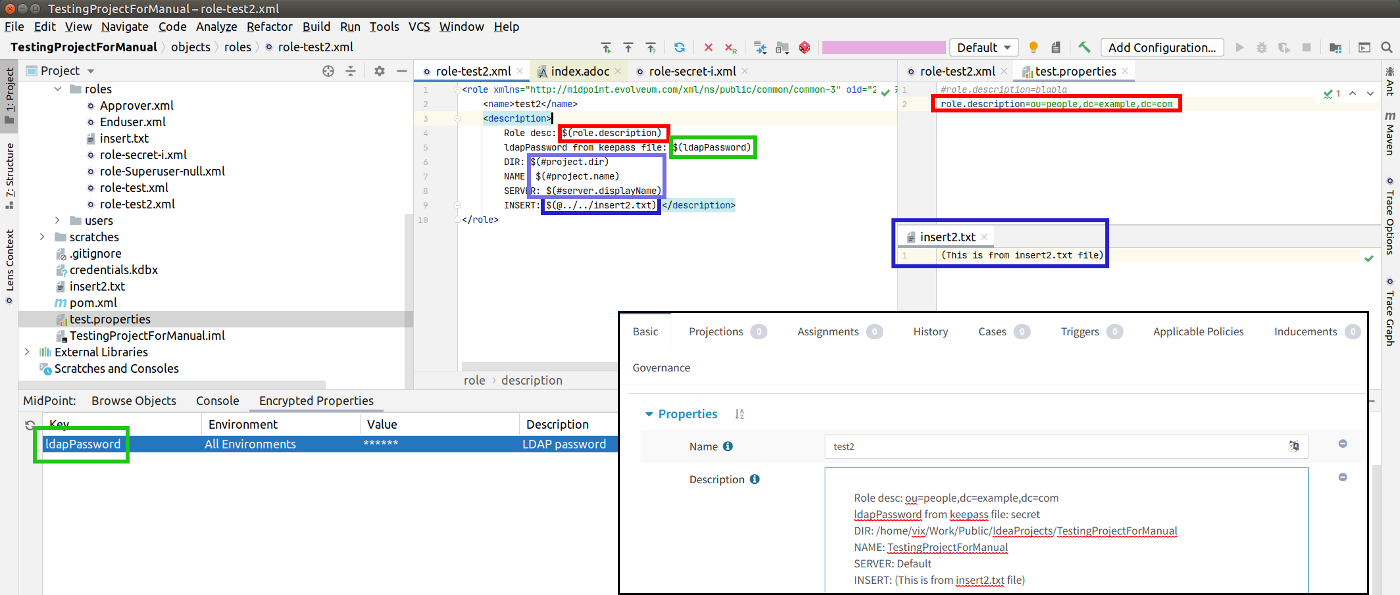 TestingProjectForManual – role-test2.xml
File Edit View Navigate Code Analyze Refactor Build Run Tools VCS Window Help
TestingProjectForManual objects roles role-test2.xml
Default
Add Configuration...
1: Project
7: Structure
Lens Context
Project
roles
Approver.xml
Enduser.xml
insert.txt
role-secret-i.xml
role-Superuser-null.xml
role-test.xml
role-test2.xml
users
scratches
.gitignore
credentials.kdbx
insert2.txt
pom.xml
test.properties
TestingProjectForManual.iml
External Libraries
Scratches and Consoles
role-test2.xml index.adoc role-secret-i.xml
1 <role xmlns="http://midpoint.evolveum.com/xml/ns/public/common/common-3" oid="2
2 <name>test2</name>
3 <description>
4 Role desc: $(role.description)
5 ldapPassword from keepass file: $(ldapPassword)
6 DIR: $(#project.dir)
7 NAME $(#project.name)
8 SERVER: $(#server.displayName)
9 INSERT: $(@../../insert2.txt) </description>
10 </role>
role › description
role-test2.xml test.properties
1 #role.description=blabla
2 role.description=ou=people,dc=example,dc=com
1
insert2.txt
1 (This is from insert2.txt file)
Ant
Maven
Trace Options
Trace Graph
MidPoint: Browse Objects Console Encrypted Properties
Key Environment Value Description
ldapPassword All Environments ****** LDAP password
Basic Projections 0 Assignments 0 History Cases 0 Triggers 0 Applicable Policies Inducements 0
Governance
Properties
Name test2
Description
Role desc: ou=people,dc=example,dc=com
ldapPassword from keepass file: secret
DIR: /home/vix/Work/Public/IdeaProjects/TestingProjectForManual
NAME: TestingProjectForManual
SERVER: Default
INSERT: (This is from insert2.txt file)